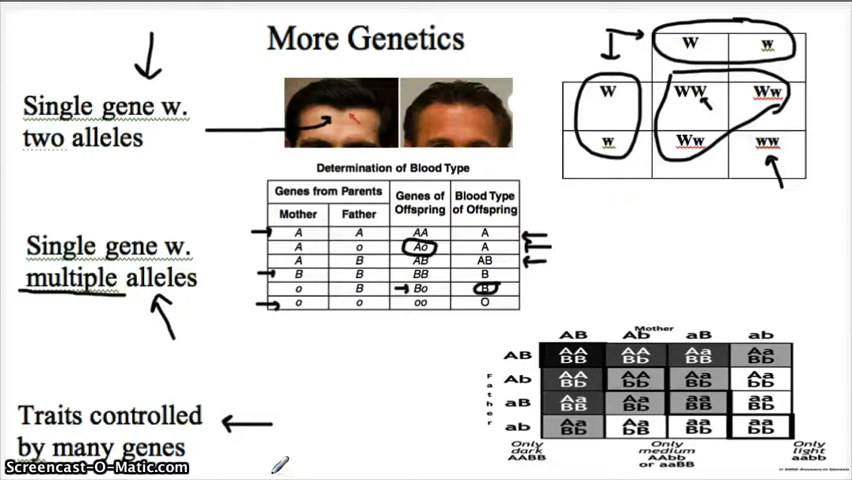 More Genetics
Single gene w.
two alleles
W w
W WW Ww
w Ww ww
Determination of Blood Type
Genes from Parents
Genes of
Offspring
Blood Type
of Offspring
Mother Father
A A AA A
A o Ao A
A B AB AB
B B BB B
o B Bo B
o o oo O
Single gene w.
multiple alleles
Mother
AB Ab aB ab
Father
AB AA BB AA Bb Aa BB Aa Bb
Ab AA Bb AA bb Aa Bb Aa bb
aB Aa BB Aa Bb aa BB aa Bb
ab Aa Bb Aa bb aa Bb aa bb
Only
dark
AABB
Only
medium
AAbb
or aaBB
Only
light
aabb
Traits controlled
by many genes
Screencast-O-Matic.com